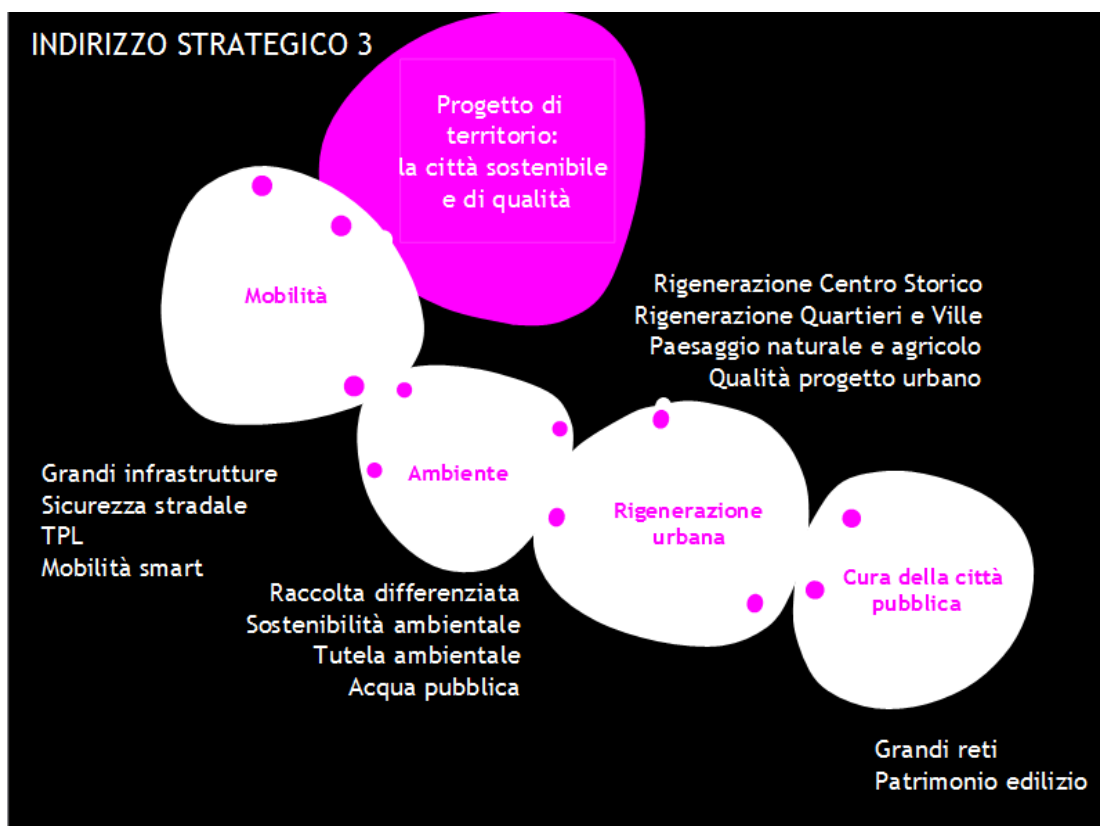 INDIRIZZO STRATEGICO 3
Progetto di
territorio:
la città sostenibile
e di qualità
Mobilità
Grandi infrastrutture
Sicurezza stradale
TPL
Mobilità smart
Ambiente
Raccolta differenziata
Sostenibilità ambientale
Tutela ambientale
Acqua pubblica
Rigenerazione Centro Storico
Rigenerazione Quartieri e Ville
Paesaggio naturale e agricolo
Qualità progetto urbano
Rigenerazione
urbana
Cura della città
pubblica
Grandi reti
Patrimonio edilizio